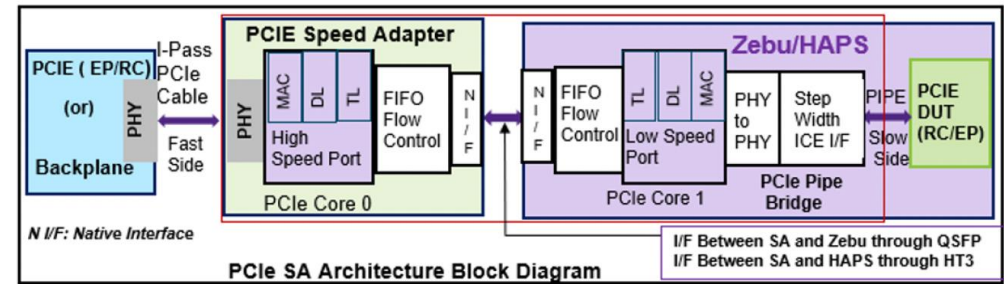 PCIE ( EP/RC)
(or)
Backplane
PHY
I-Pass
PCIe
Cable
Fast
Side
PCIE Speed Adapter
PHY
MAC
DL
TL
High
Speed Port
FIFO
Flow
Control
N I/F
PCIe Core 0
Zebu/HAPS
N I/F
FIFO
Flow
Control
TL
DL
MAC
Low Speed
Port
PCIe Core 1
PHY
to
PHY
Step
Width
ICE I/F
PCIe Pipe
Bridge
PIPE
Slow
Side
PCIE
DUT
(RC/EP)
N I/F: Native Interface
I/F Between SA and Zebu through QSFP
I/F Between SA and HAPS through HT3
PCIe SA Architecture Block Diagram